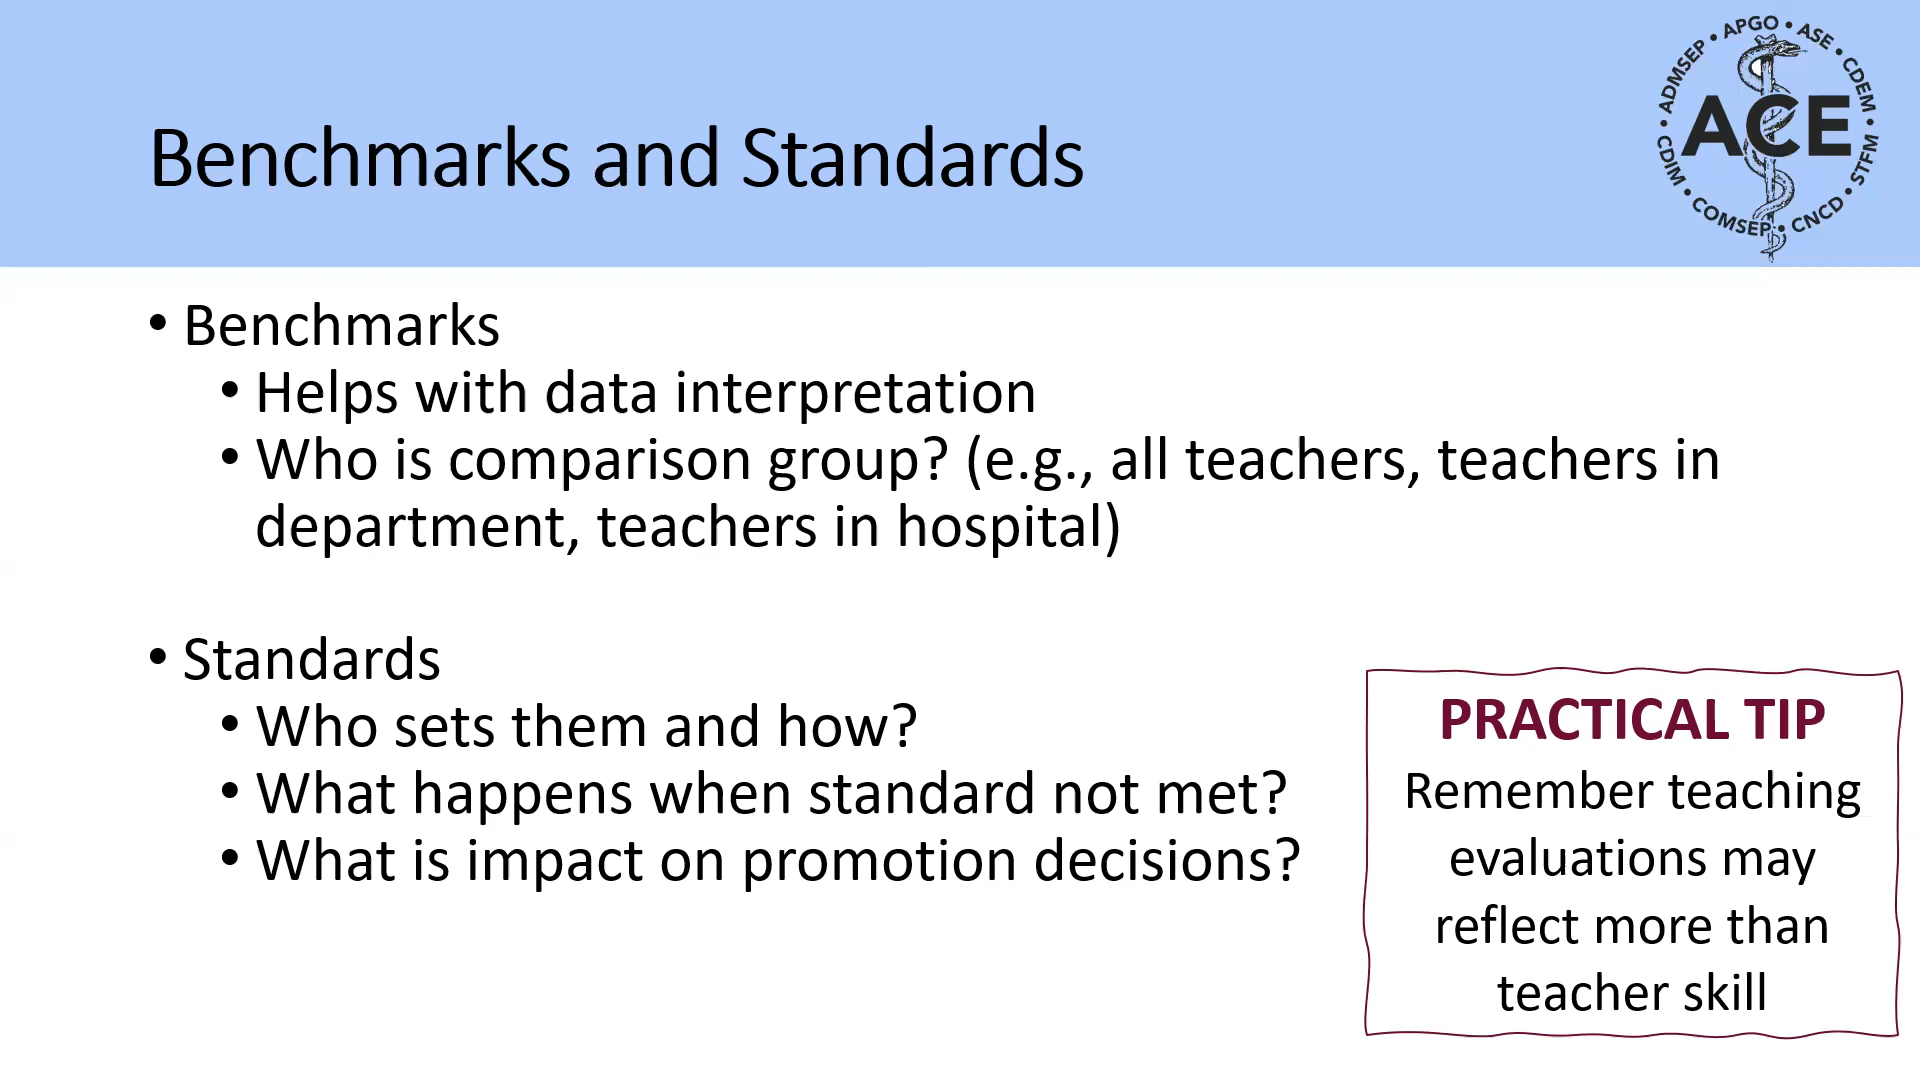 Benchmarks and Standards
ADMSEP • APGO • ASE • CDEM • STFM • CNCD • COMSEP • CDIM •
ACE
• Benchmarks
• Helps with data interpretation
• Who is comparison group? (e.g., all teachers, teachers in
department, teachers in hospital)
• Standards
• Who sets them and how?
• What happens when standard not met?
• What is impact on promotion decisions?
PRACTICAL TIP
Remember teaching
evaluations may
reflect more than
teacher skill